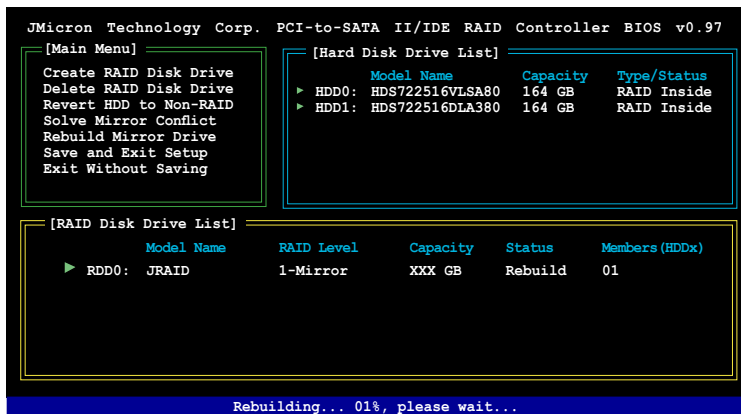 JMicron Technology Corp. PCI-to-SATA II/IDE RAID Controller BIOS v0.97
[Main Menu]
Create RAID Disk Drive
Delete RAID Disk Drive
Revert HDD to Non-RAID
Solve Mirror Conflict
Rebuild Mirror Drive
Save and Exit Setup
Exit Without Saving
[Hard Disk Drive List]
Model Name Capacity Type/Status
HDD0: HDS722516VLSA80 164 GB RAID Inside
HDD1: HDS722516DLA380 164 GB RAID Inside
[RAID Disk Drive List]
Model Name RAID Level Capacity Status Members(HDDx)
RDD0: JRAID 1-Mirror XXX GB Rebuild 01
Rebuilding... 01%, please wait...